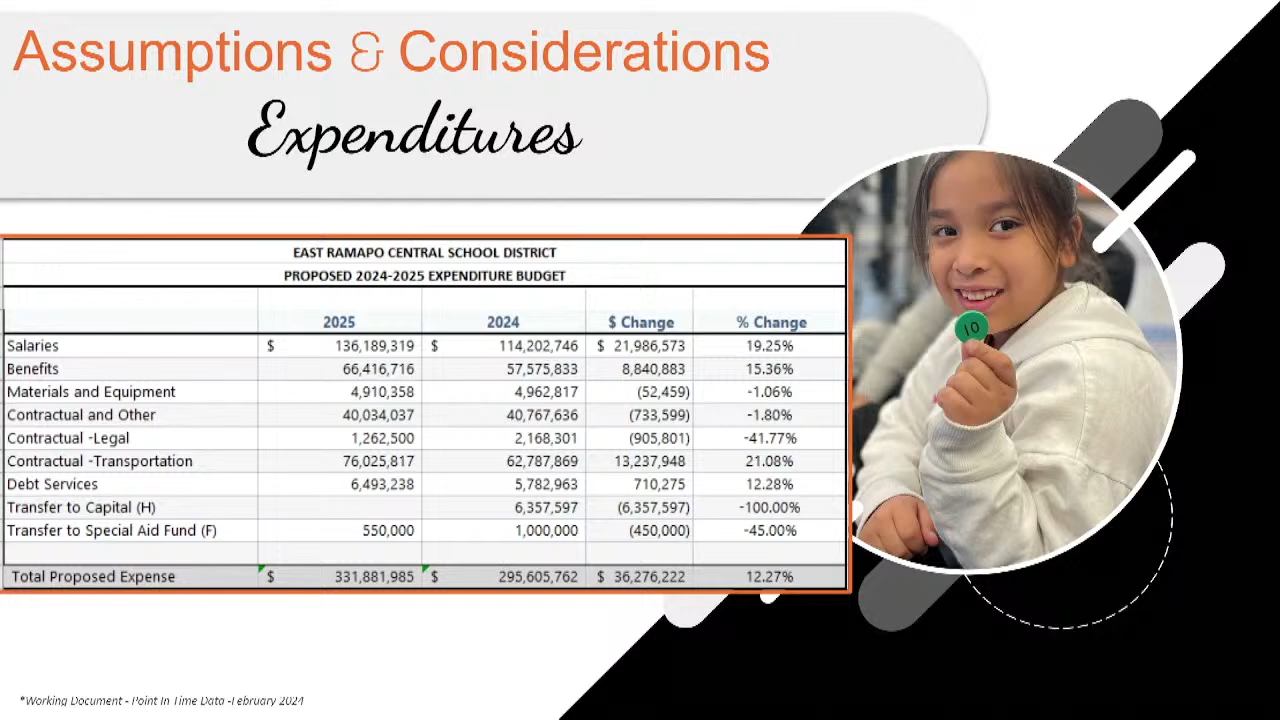 Assumptions & Considerations
Expenditures
EAST RAMAPO CENTRAL SCHOOL DISTRICT
PROPOSED 2024-2025 EXPENDITURE BUDGET
2025 2024 $ Change % Change
Salaries $ 136,189,319 $ 114,202,746 $ 21,986,573 19.25%
Benefits 66,416,716 57,575,833 8,840,883 15.36%
Materials and Equipment 4,910,358 4,962,817 (52,459) -1.06%
Contractual and Other 40,034,037 40,767,636 (733,599) -1.80%
Contractual -Legal 1,262,500 2,168,301 (905,801) -41.77%
Contractual -Transportation 76,025,817 62,787,869 13,237,948 21.08%
Debt Services 6,493,238 5,782,963 710,275 12.28%
Transfer to Capital (H) 6,357,597 (6,357,597) -100.00%
Transfer to Special Aid Fund (F) 550,000 1,000,000 (450,000) -45.00%
Total Proposed Expense $ 331,881,985 $ 295,605,762 $ 36,276,222 12.27%
10
*Working Document - Point In Time Data -February 2024